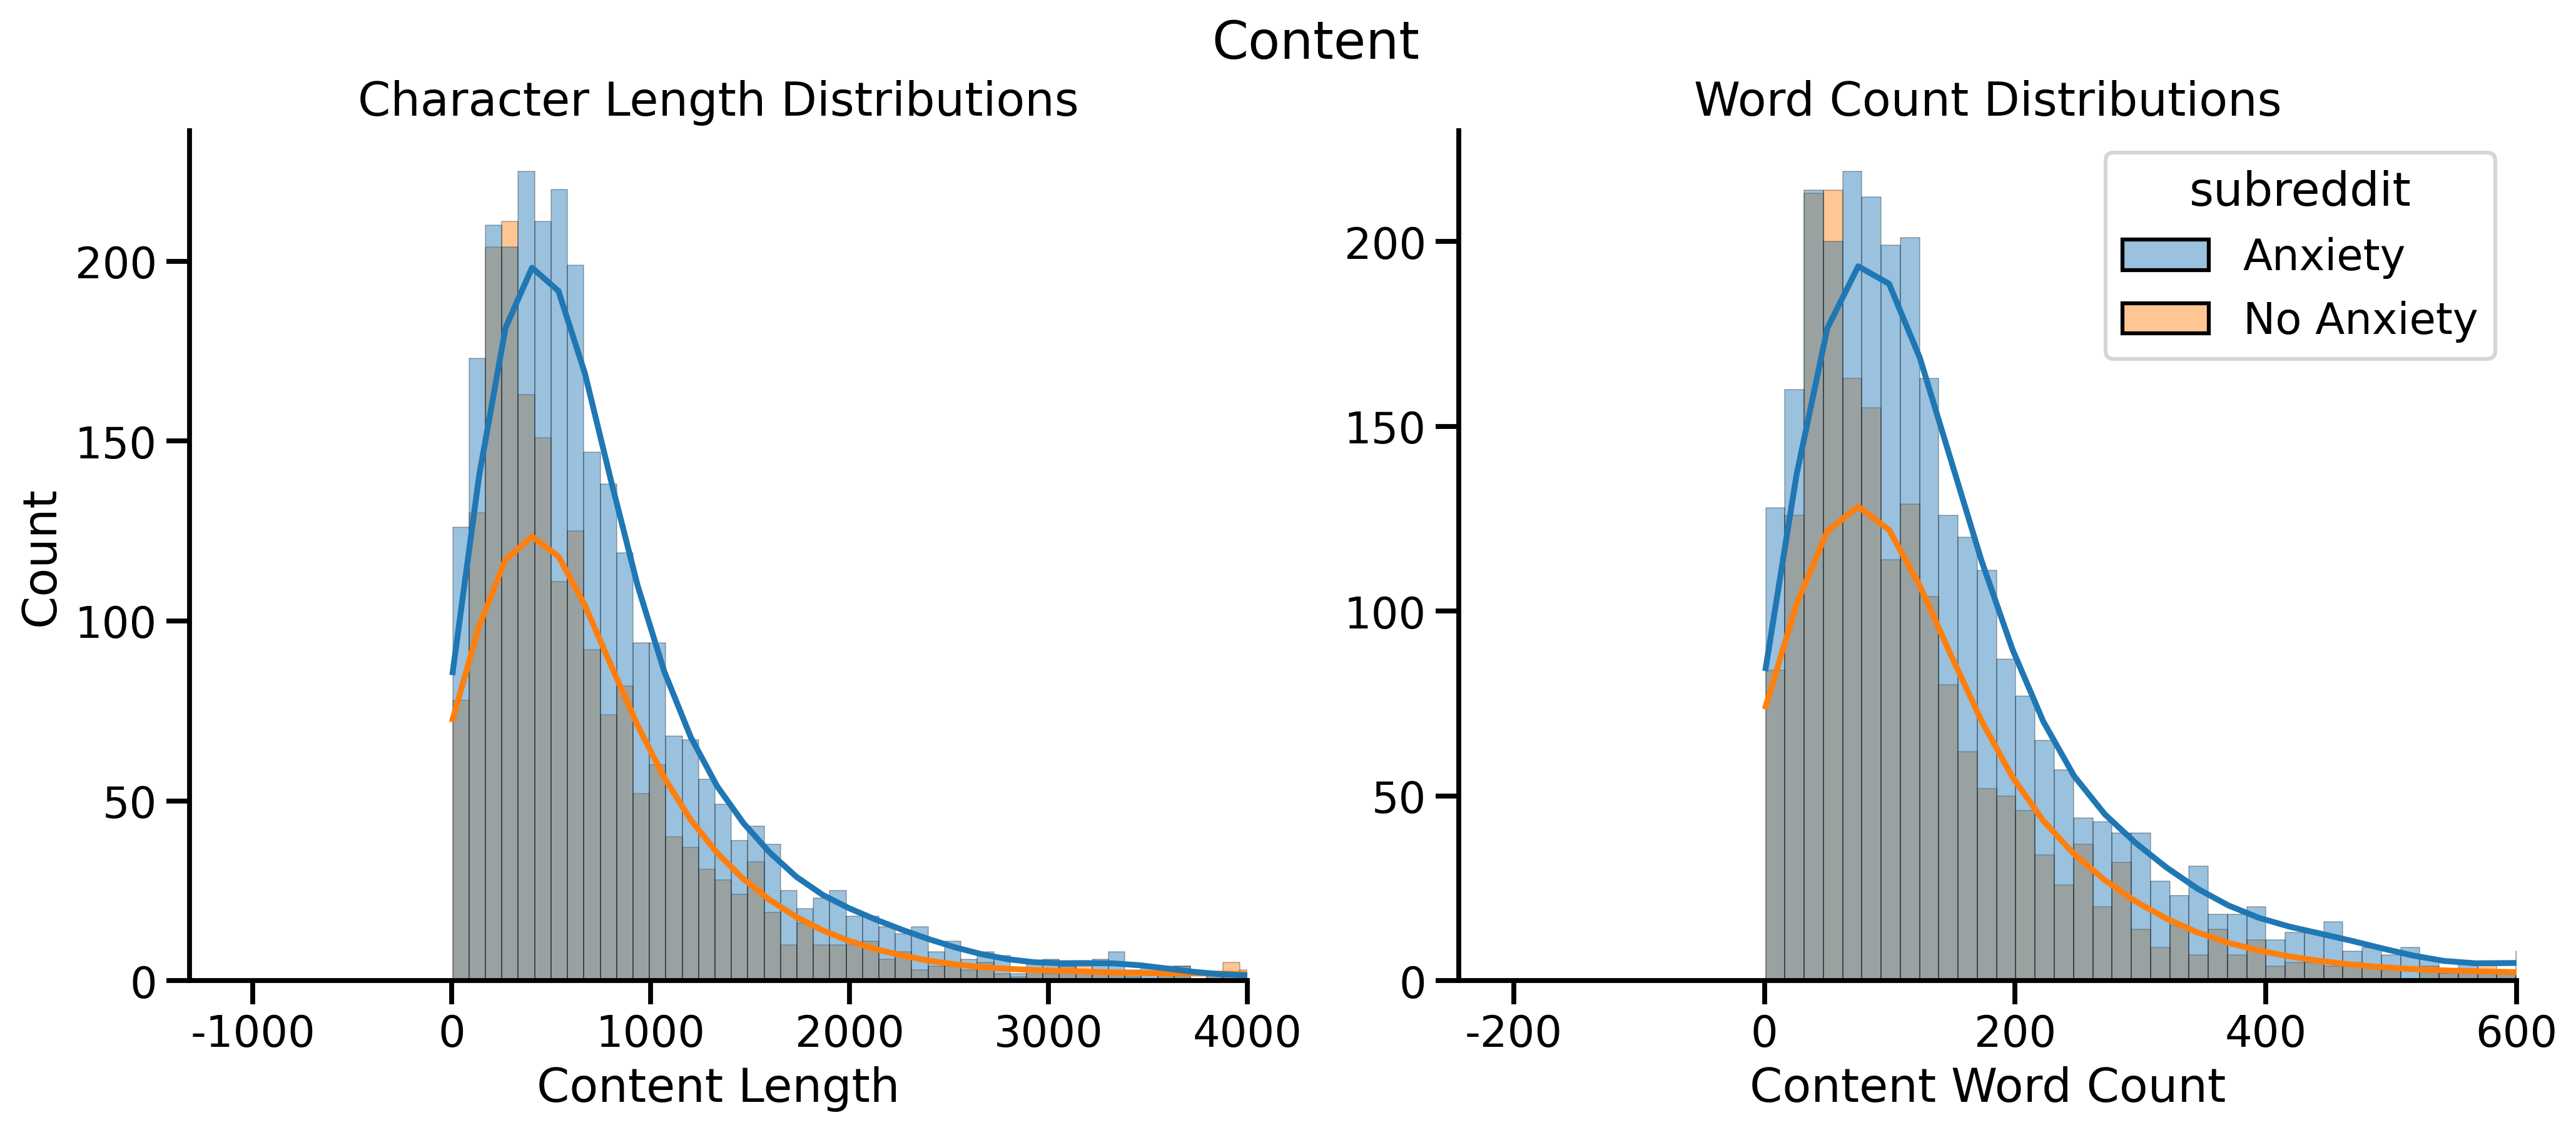 Content
Character Length Distributions
Count
200
150
100
50
0
-1000
0
1000
2000
3000
4000
Content Length
Word Count Distributions
subreddit
Anxiety
No Anxiety
200
150
100
50
0
-200
0
200
400
600
Content Word Count